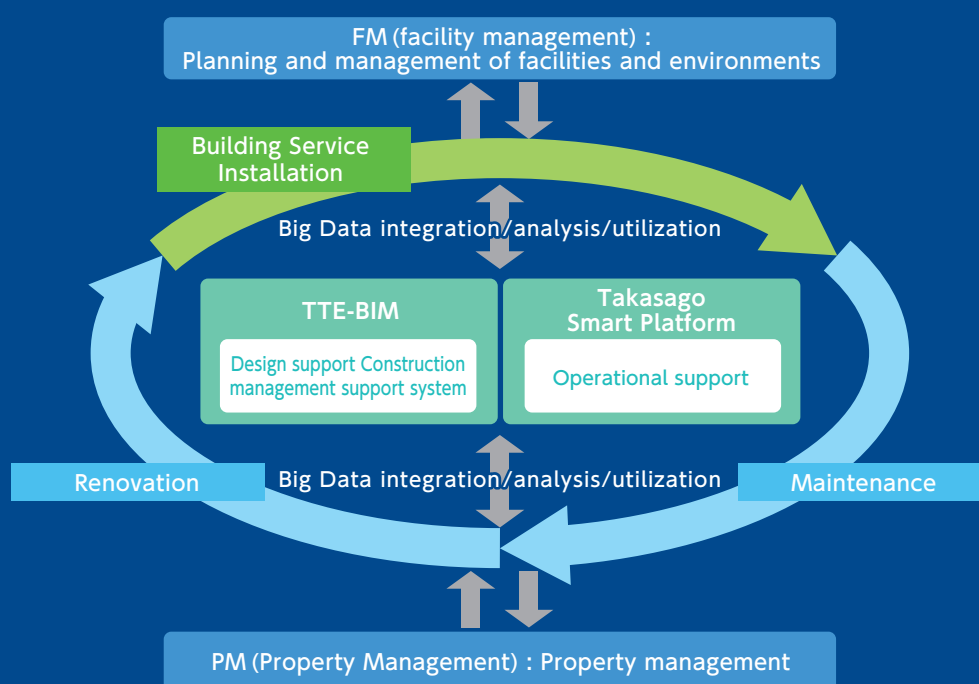 FM (facility management) :
Planning and management of facilities and environments
Building Service
Installation
Big Data integration/analysis/utilization
TTE-BIM
Design support Construction
management support system
Takasago
Smart Platform
Operational support
Renovation
Big Data integration/analysis/utilization
Maintenance
PM (Property Management) : Property management